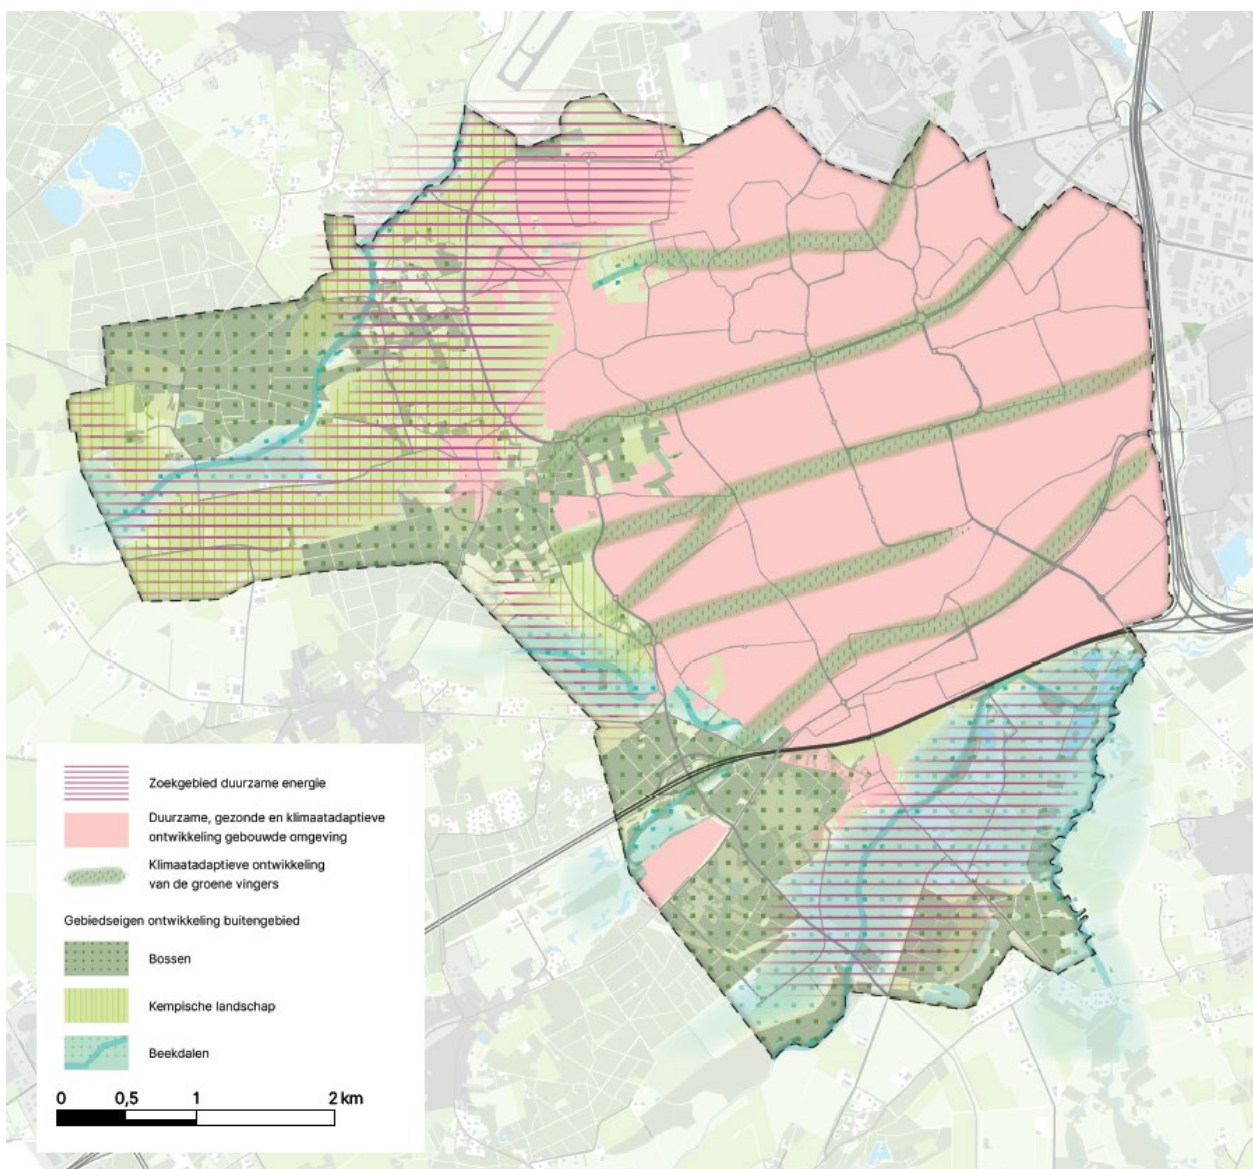 Zoekgebied duurzame energie
Duurzame, gezonde en klimaatadaptieve
ontwikkeling gebouwde omgeving
Klimaatadaptieve ontwikkeling
van de groene vingers
Gebiedseigen ontwikkeling buitengebied
Bossen
Kempische landschap
Beekdalen
0 0,5 1 2 km